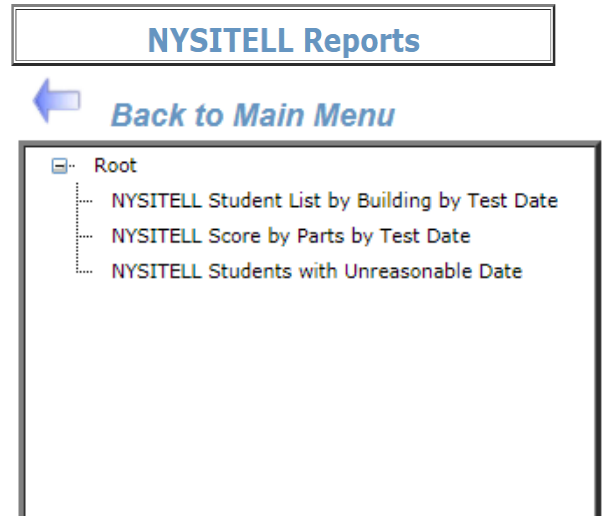 NYSITELL Reports
Back to Main Menu
Root
NYSITELL Student List by Building by Test Date
NYSITELL Score by Parts by Test Date
NYSITELL Students with Unreasonable Date